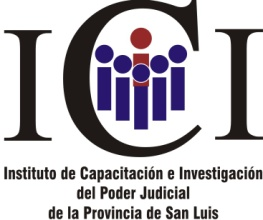 ICI
Instituto de Capacitación e Investigación
del Poder Judicial
de la Provincia de San Luis